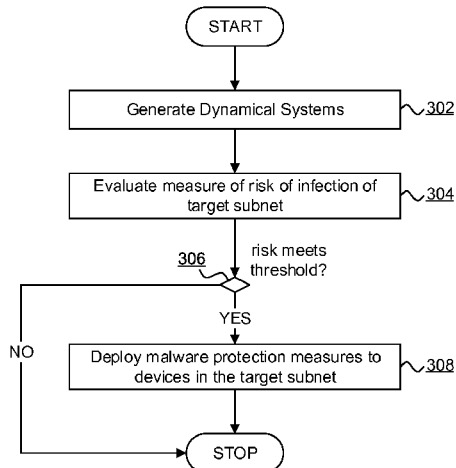 START
Generate Dynamical Systems
302
Evaluate measure of risk of infection of
target subnet
304
306
risk meets
threshold?
YES
NO
Deploy malware protection measures to
devices in the target subnet
308
STOP